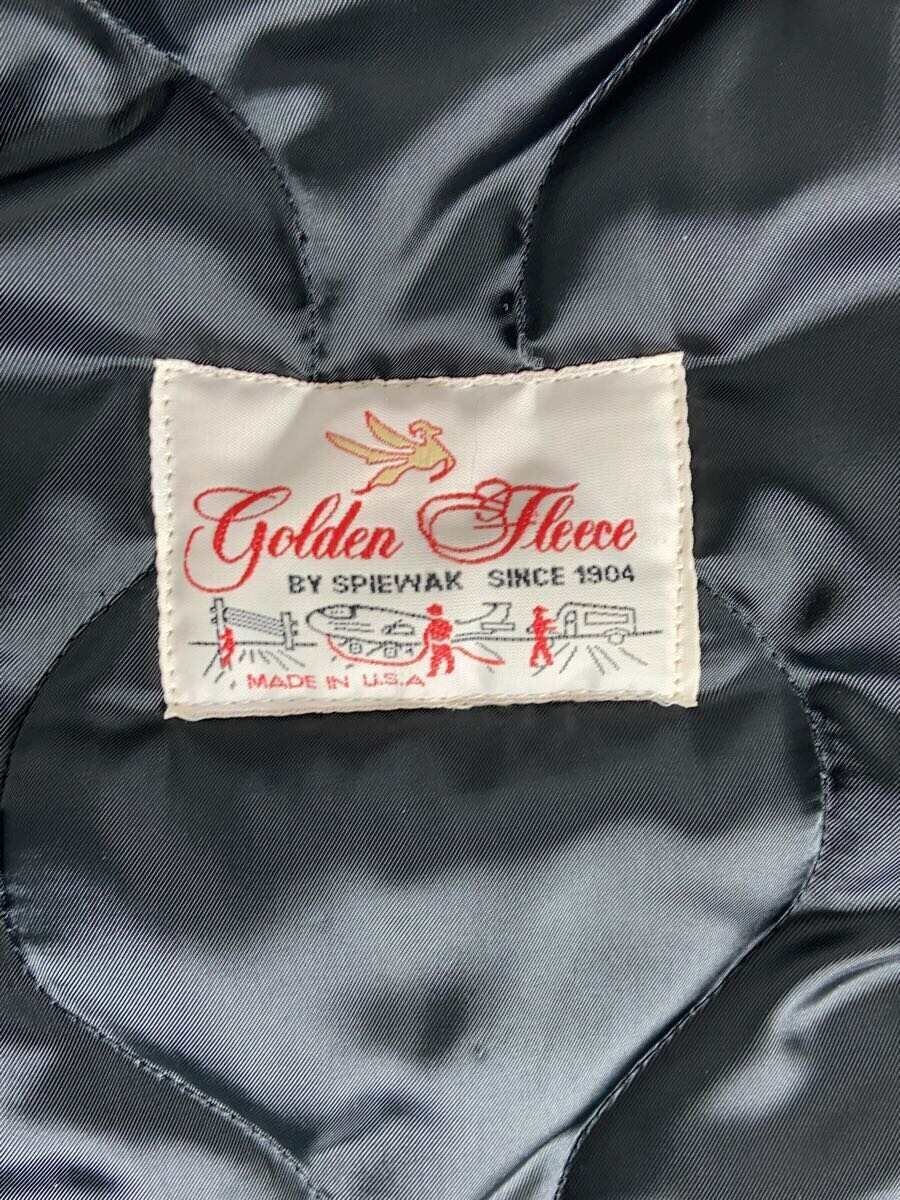 Golden Fleece
BY SPIEWAK SINCE 1904
MADE IN U.S.A